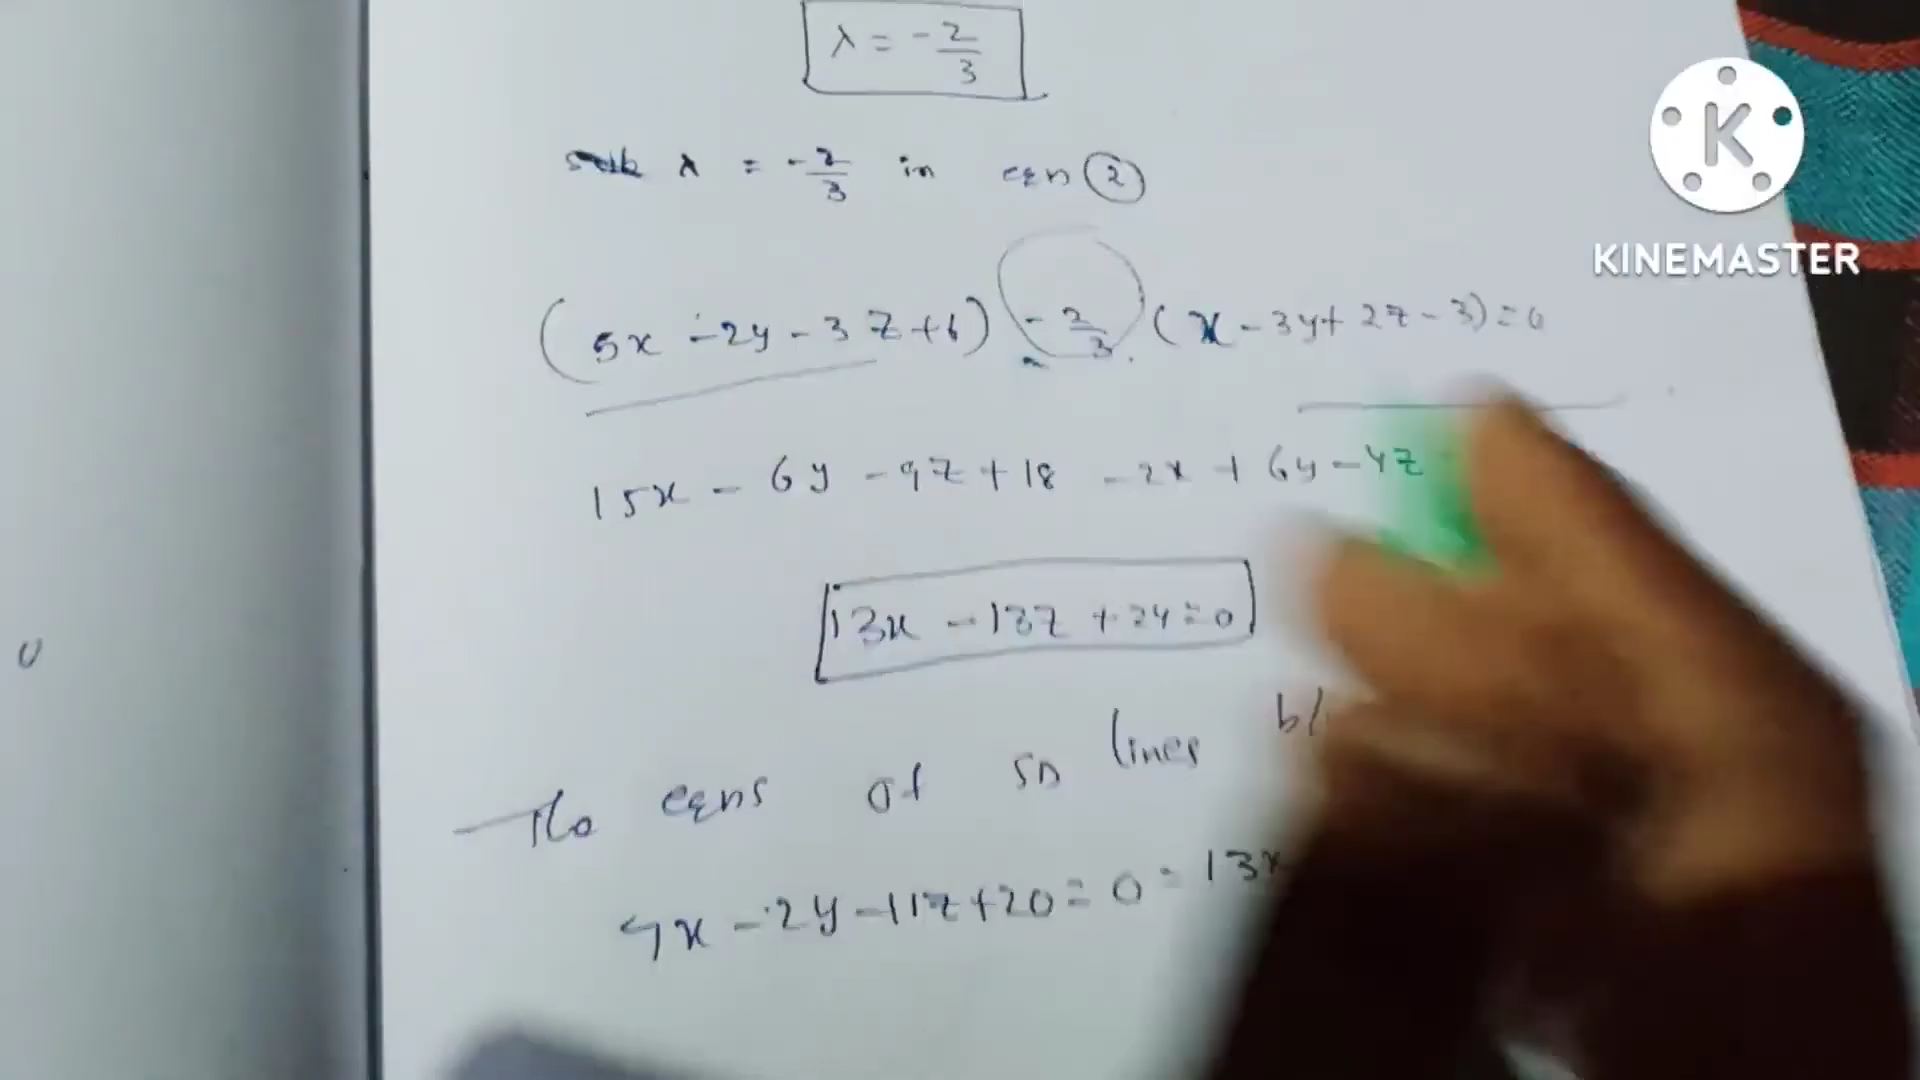 λ = -2/3
sub λ = -2/3 in eqn ②
K
KINEMASTER
(5x - 2y - 3z + 6) - 2/3 (x - 3y + 2z - 3) = 0
15x - 6y - 9z + 18 - 2x + 6y - 4z
13x - 13z + 24 = 0
The eqns of SD lines b/
4x - 2y - 11z + 20 = 0 = 13x
0